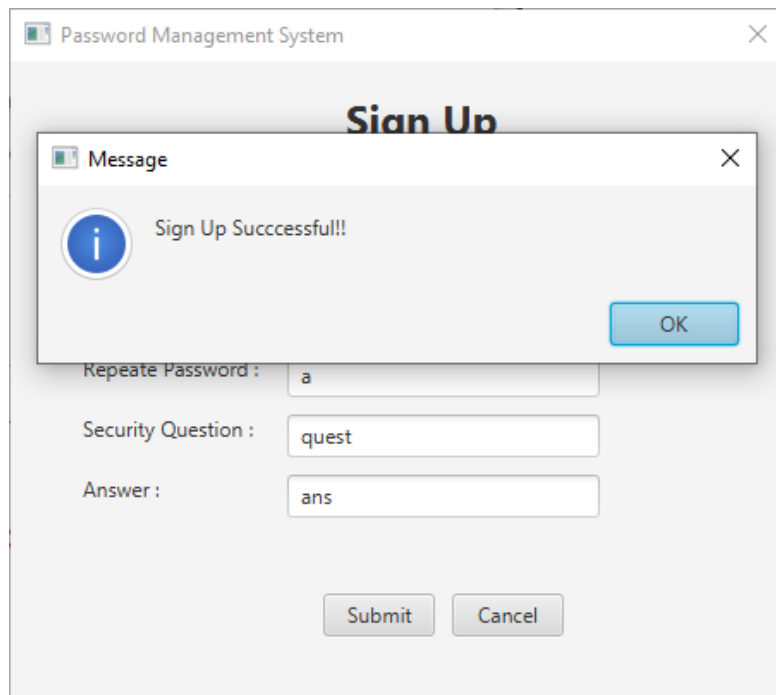 Password Management System
Sign Up
Message
Sign Up Succcessful!!
OK
Repeate Password : a
Security Question : quest
Answer : ans
Submit Cancel